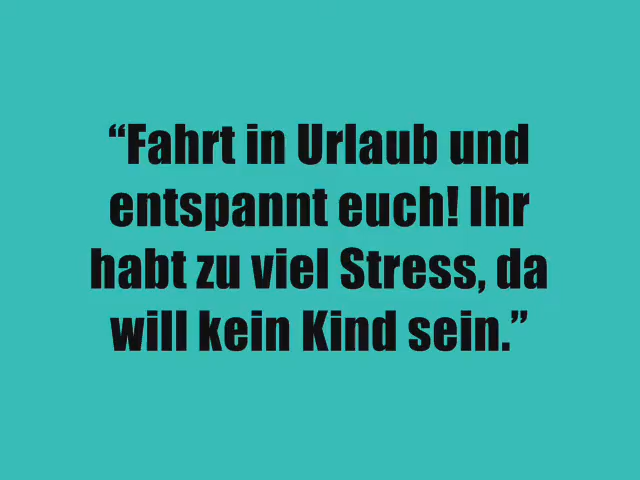 “Fahrt in Urlaub und
entspannt euch! Ihr
habt zu viel Stress, da
will kein Kind sein.”